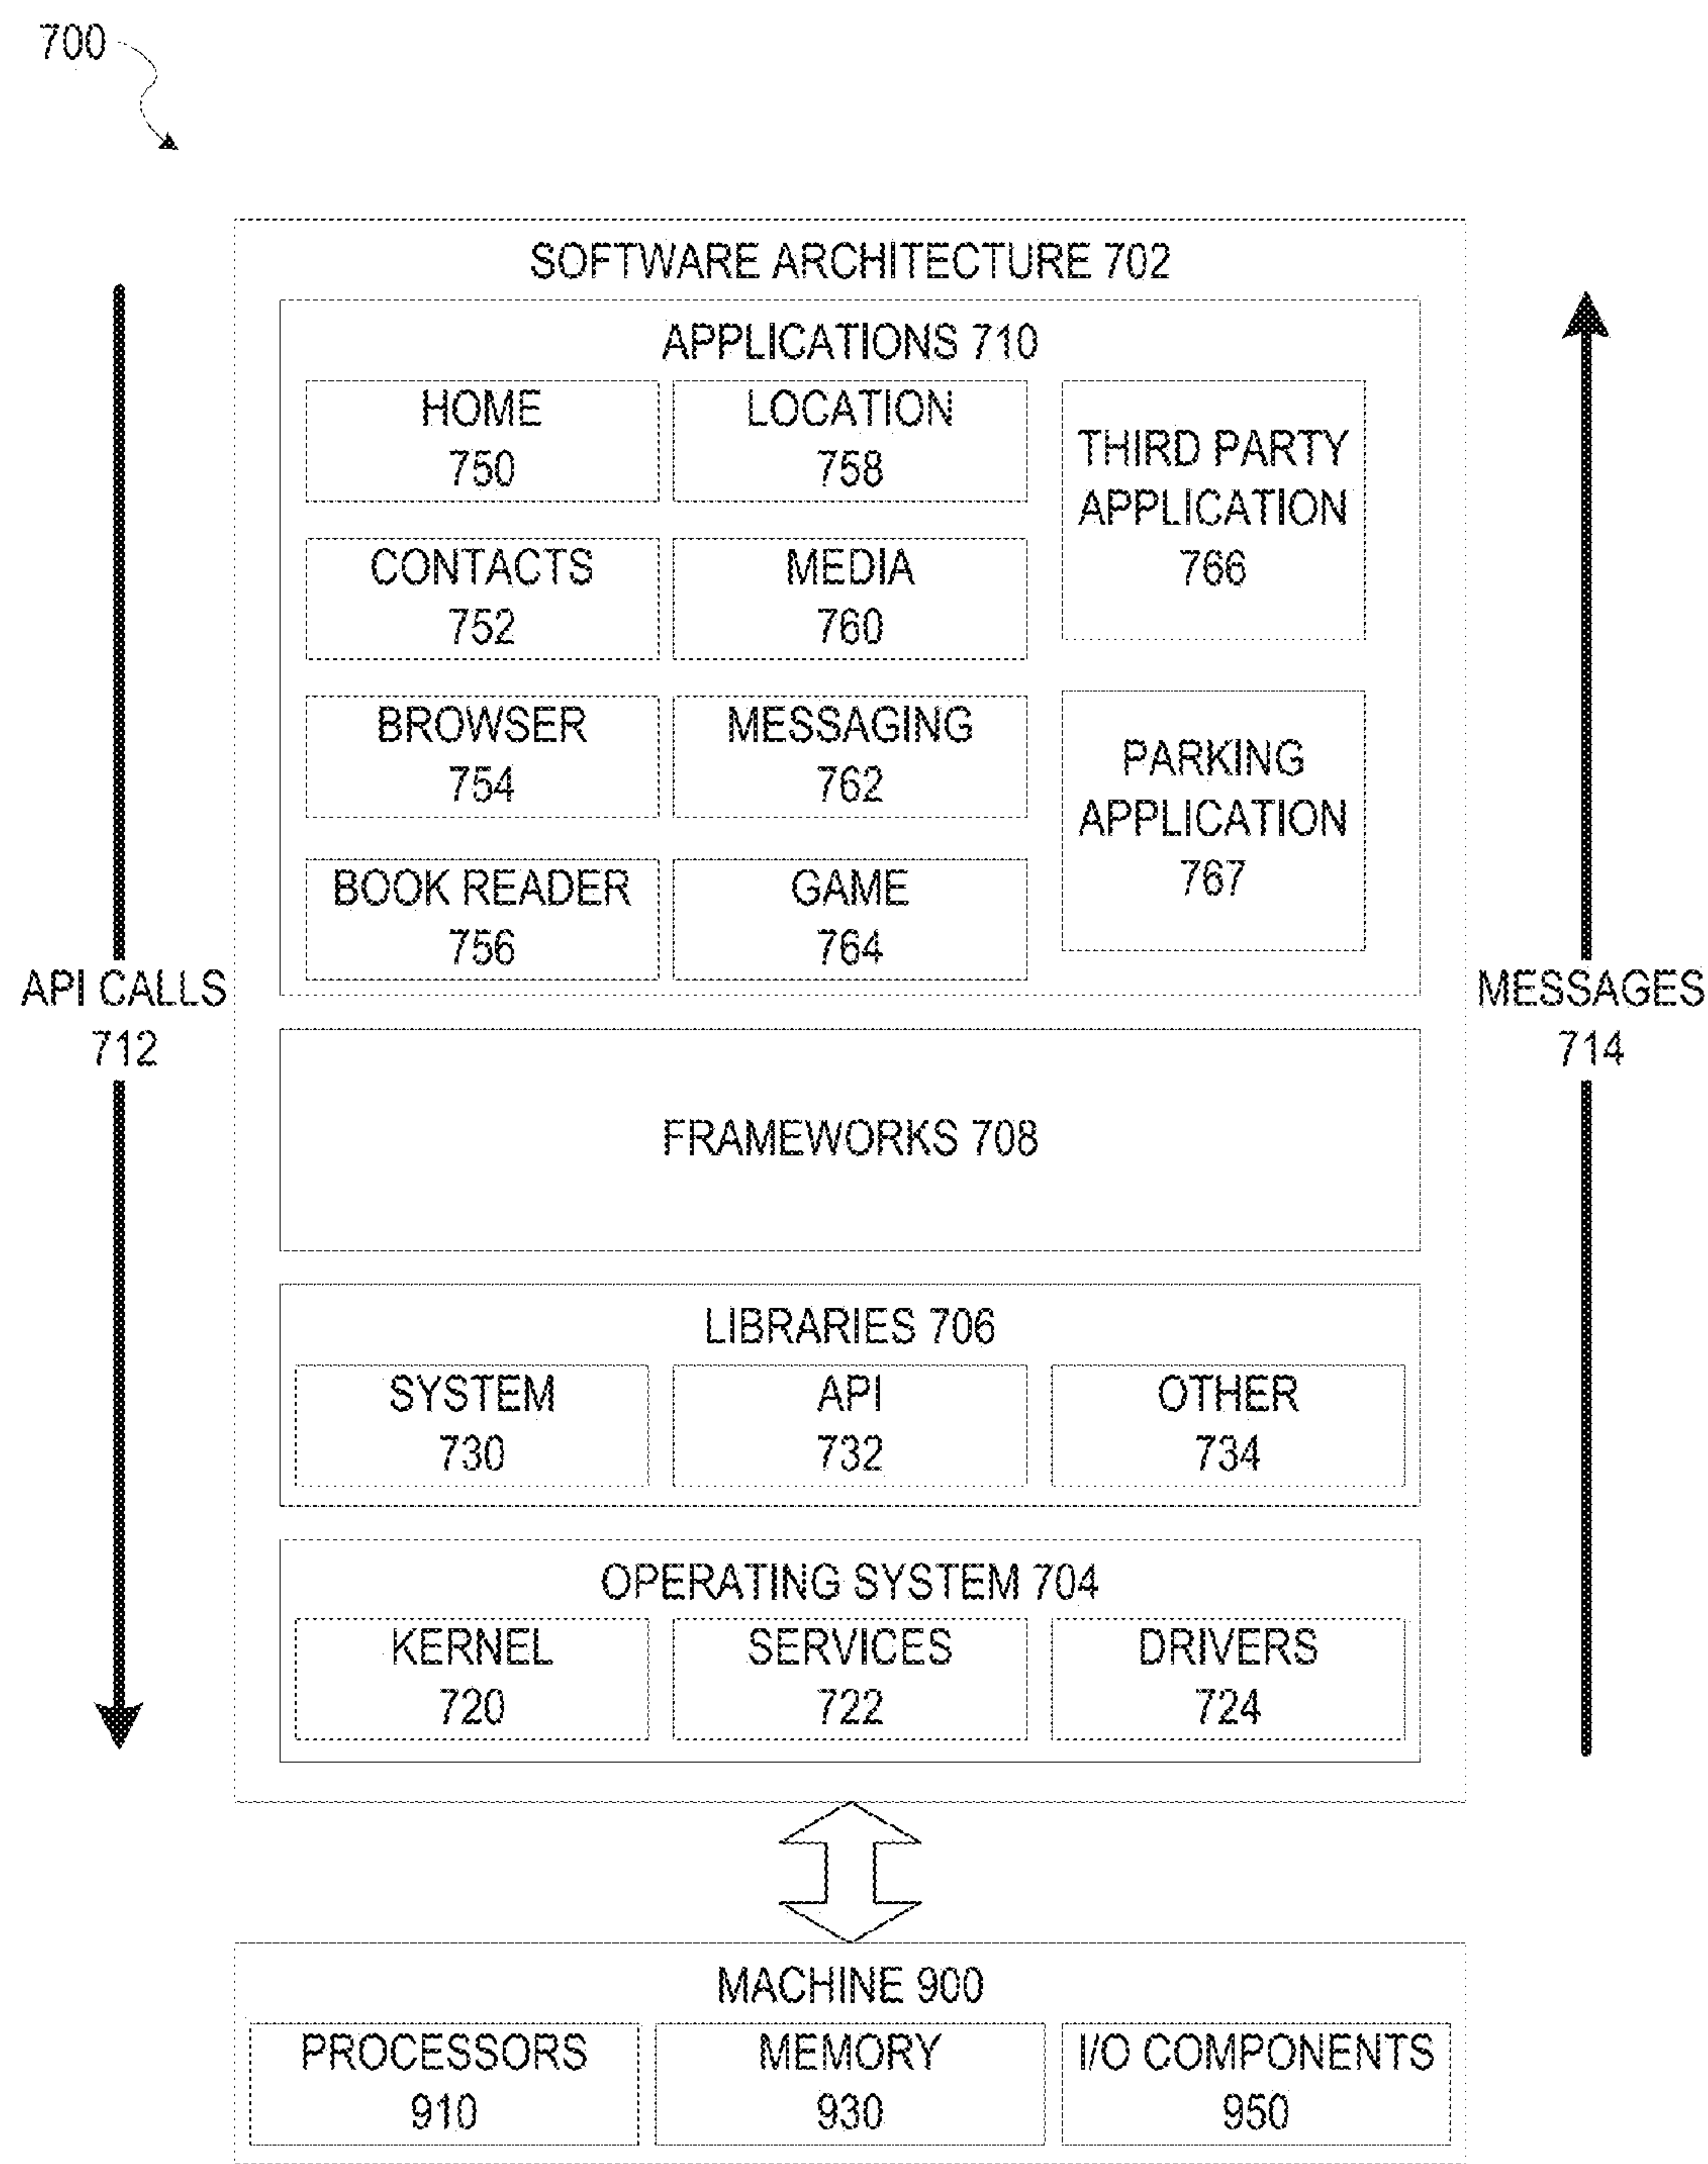 700
SOFTWARE ARCHITECTURE 702
APPLICATIONS 710
HOME
750
LOCATION
758
THIRD PARTY
APPLICATION
766
CONTACTS
752
MEDIA
760
BROWSER
754
MESSAGING
762
PARKING
APPLICATION
767
BOOK READER
756
GAME
764
API CALLS
712
MESSAGES
714
FRAMEWORKS 708
LIBRARIES 706
SYSTEM
730
API
732
OTHER
734
OPERATING SYSTEM 704
KERNEL
720
SERVICES
722
DRIVERS
724
MACHINE 900
PROCESSORS
910
MEMORY
930
I/O COMPONENTS
950